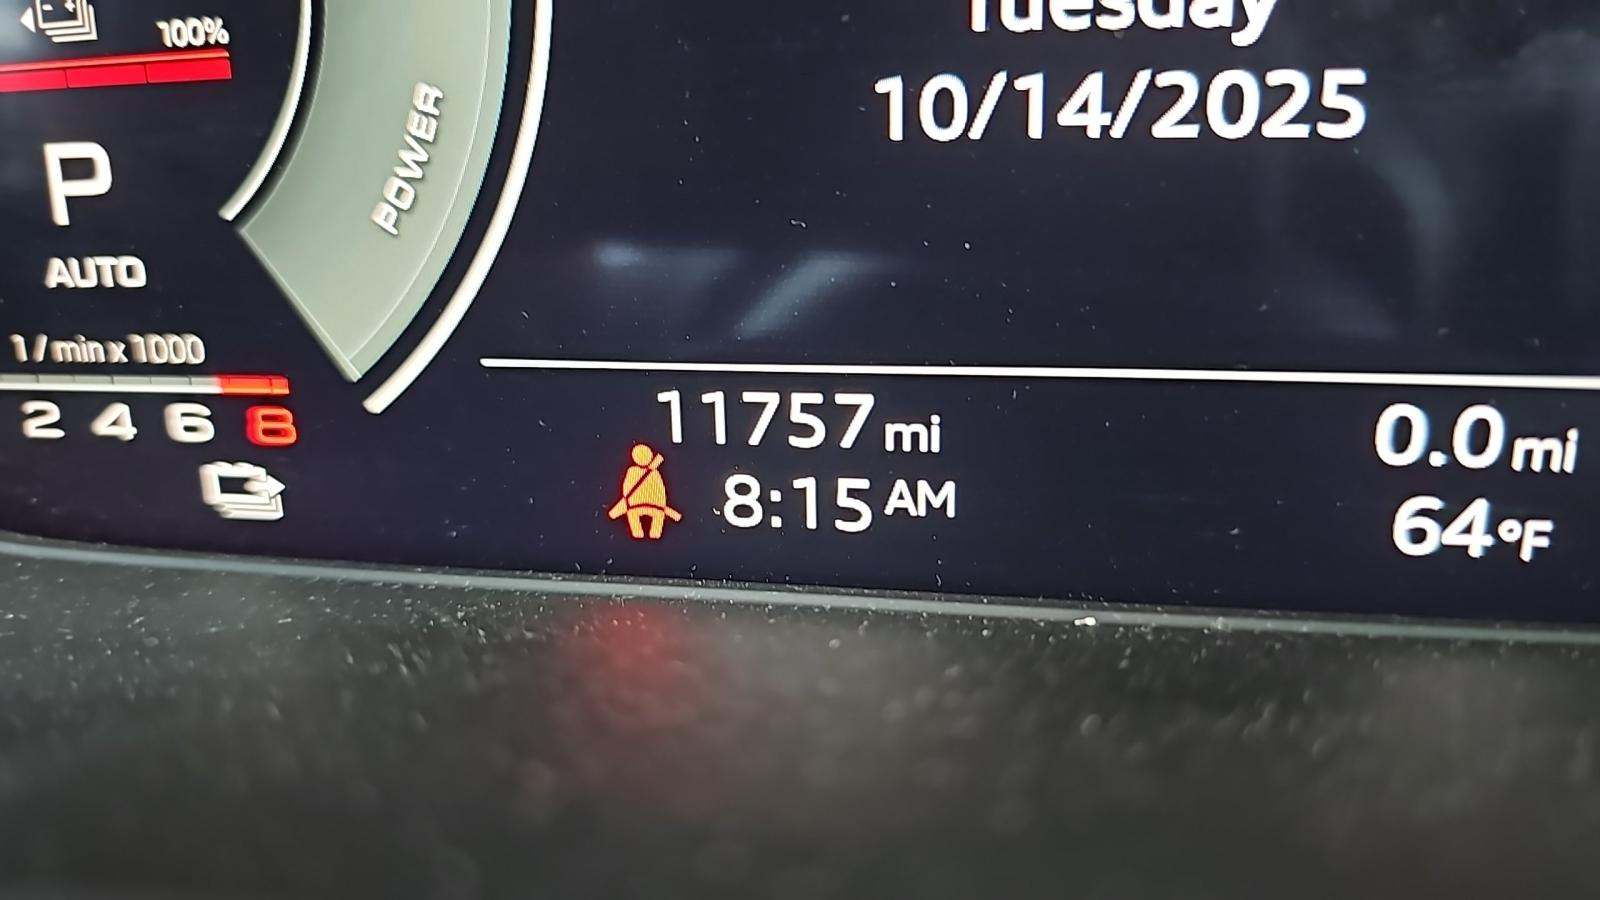 100%
Tuesday
10/14/2025
POWER
P
AUTO
1/min x 1000
2 4 6 8
11757 mi
0.0 mi
8:15 AM
64°F